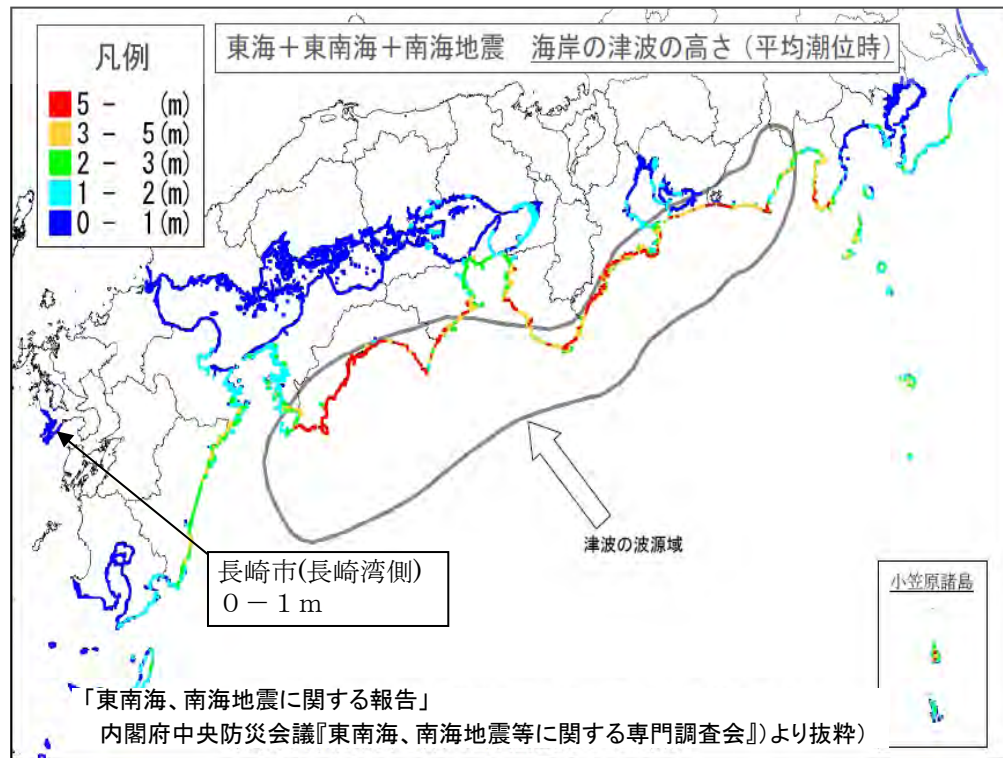 東海+東南海+南海地震 海岸の津波の高さ(平均潮位時)
凡例
5 - (m)
3 - 5(m)
2 - 3(m)
1 - 2(m)
0 - 1(m)
津波の波源域
長崎市(長崎湾側)
0-1m
小笠原諸島
「東南海、南海地震に関する報告」
内閣府中央防災会議『東南海、南海地震等に関する専門調査会』)より抜粋)